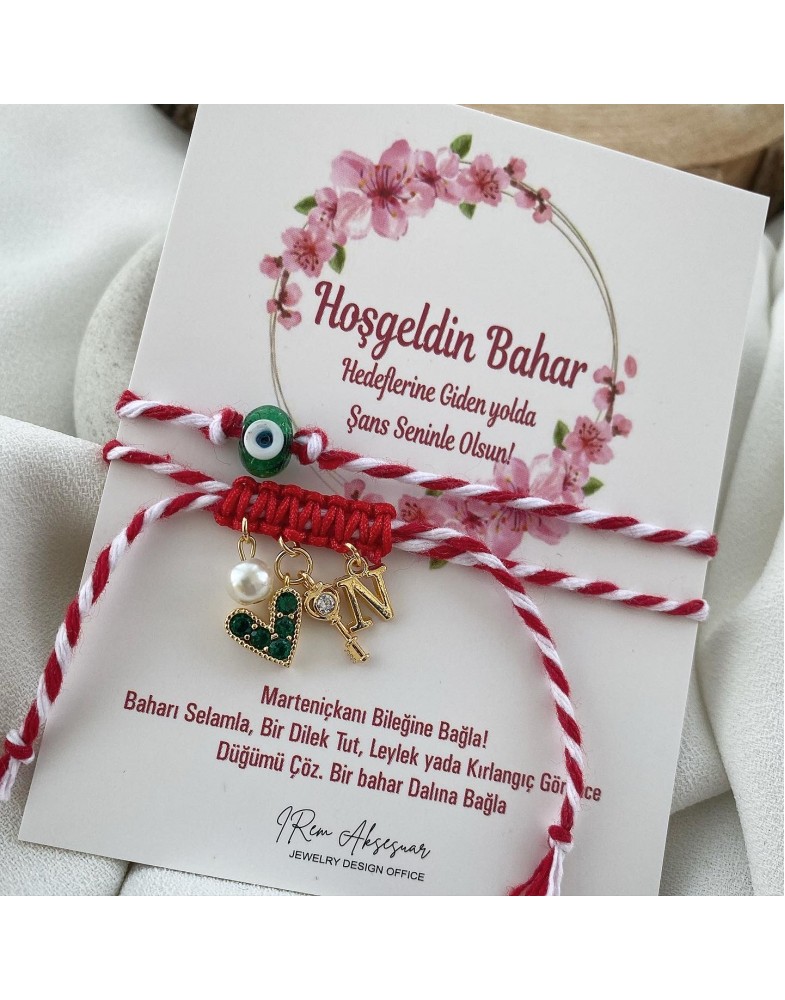 Hoşgeldin Bahar
Hedeflerine Giden yolda
Şans Seninle Olsun!
N
Marteniçkanı Bileğine Bağla!
Baharı Selamla, Bir Dilek Tut, Leylek yada Kırlangıç
Düğümü Çöz. Bir bahar Dalına Bağla
IRem Aksesuar
JEWELRY DESIGN OFFICE